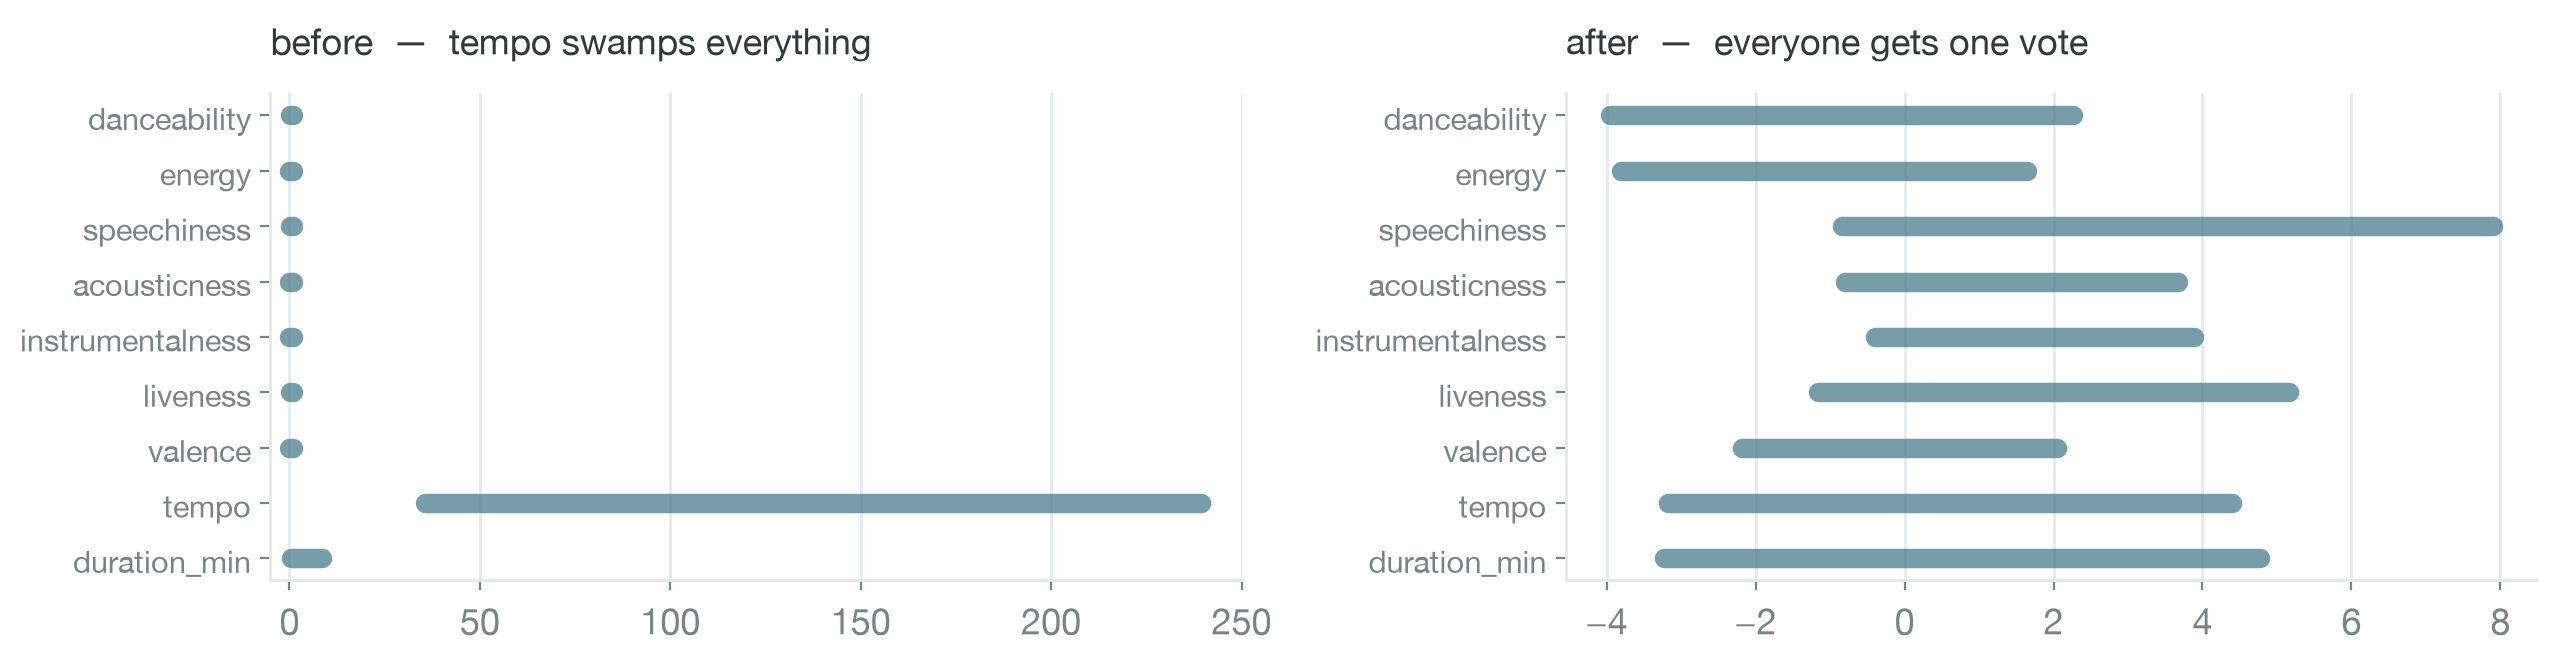 before — tempo swamps everything
danceability
energy
speechiness
acousticness
instrumentalness
liveness
valence
tempo
duration_min
0 50 100 150 200 250
after — everyone gets one vote
danceability
energy
speechiness
acousticness
instrumentalness
liveness
valence
tempo
duration_min
−4 −2 0 2 4 6 8